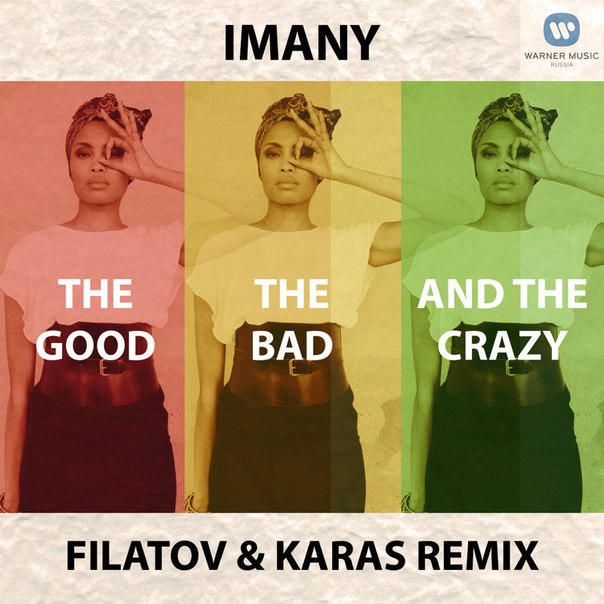 IMANY
WARNER MUSIC
RUSSIA
THE
GOOD
THE
BAD
AND THE
CRAZY
FILATOV & KARAS REMIX